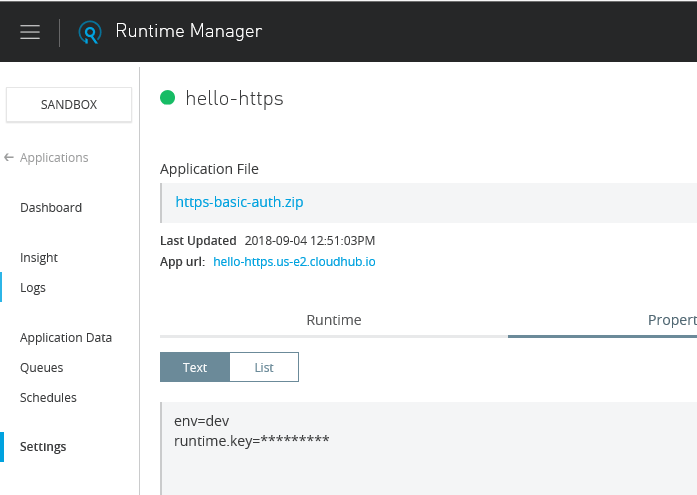 Runtime Manager
SANDBOX
Applications
Dashboard
Insight
Logs
Application Data
Queues
Schedules
Settings
hello-https
Application File
https-basic-auth.zip
Last Updated 2018-09-04 12:51:03PM
App url: hello-https.us-e2.cloudhub.io
Runtime Propert
Text List
env=dev
runtime.key=*********